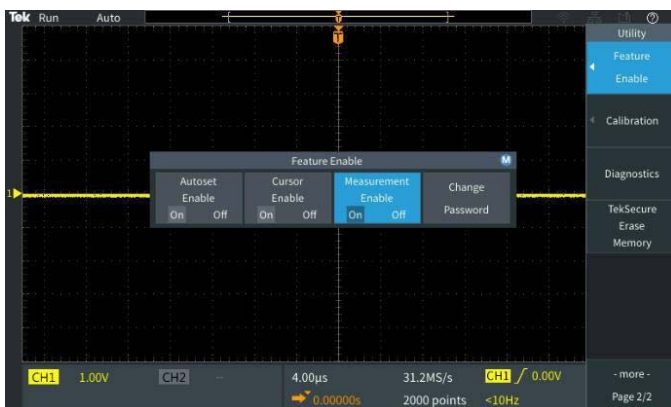 Tek Run Auto
T
T
Utility
Feature
Enable
Calibration
Diagnostics
TekSecure
Erase
Memory
- more -
Page 2/2
Feature Enable M
Autoset
Enable
On Off
Cursor
Enable
On Off
Measurement
Enable
On Off
Change
Password
1
CH1 1.00V CH2 -- 4.00µs 31.2MS/s CH1 0.00V
0.00000s 2000 points <10Hz